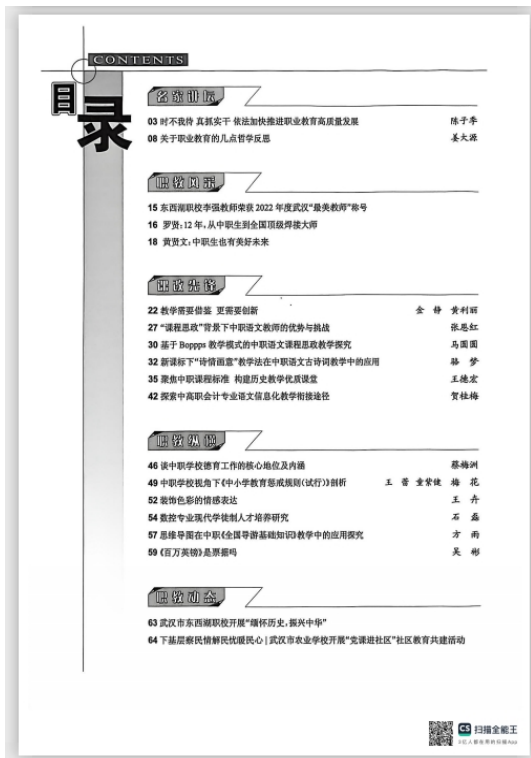 CONTENTS
目录
名家讲坛
03 时不我待 真抓实干 依法加快推进职业教育高质量发展 陈子季
08 关于职业教育的几点哲学反思 姜大源
职教风采
15 东西湖职校李强教师荣获 2022 年度武汉“最美教师”称号
16 罗贤:12 年,从中职生到全国顶级焊接大师
18 黄贤文:中职生也有美好未来
课改先锋
22 教学需要借鉴 更需要创新 金 静 黄利丽
27 “课程思政”背景下中职语文教师的优势与挑战 张恩红
30 基于 Boppps 教学模式的中职语文课程思政教学探究 马圆圆
32 新课标下“诗情画意”教学法在中职语文古诗词教学中的应用 骆 梦
35 聚焦中职课程标准 构建历史教学优质课堂 王德宏
42 探索中高职会计专业语文信息化教学衔接途径 贺桂梅
职教纵横
46 谈中职学校德育工作的核心地位及内涵 蔡梅洲
49 中职学校视角下《中小学教育惩戒规则(试行)》剖析 王 蕾 童紫健 梅 花
52 装饰色彩的情感表达 王 卉
54 数控专业现代学徒制人才培养研究 石 磊
57 思维导图在中职《全国导游基础知识》教学中的应用探究 方 雨
59 《百万英镑》是票据吗 吴 彬
职教动态
63 武汉市东西湖职校开展“缅怀历史,振兴中华”
64 下基层察民情解民忧暖民心|武汉市农业学校开展“党课进社区”社区教育共建活动
CS 扫描全能王
3亿人都在用的扫描App